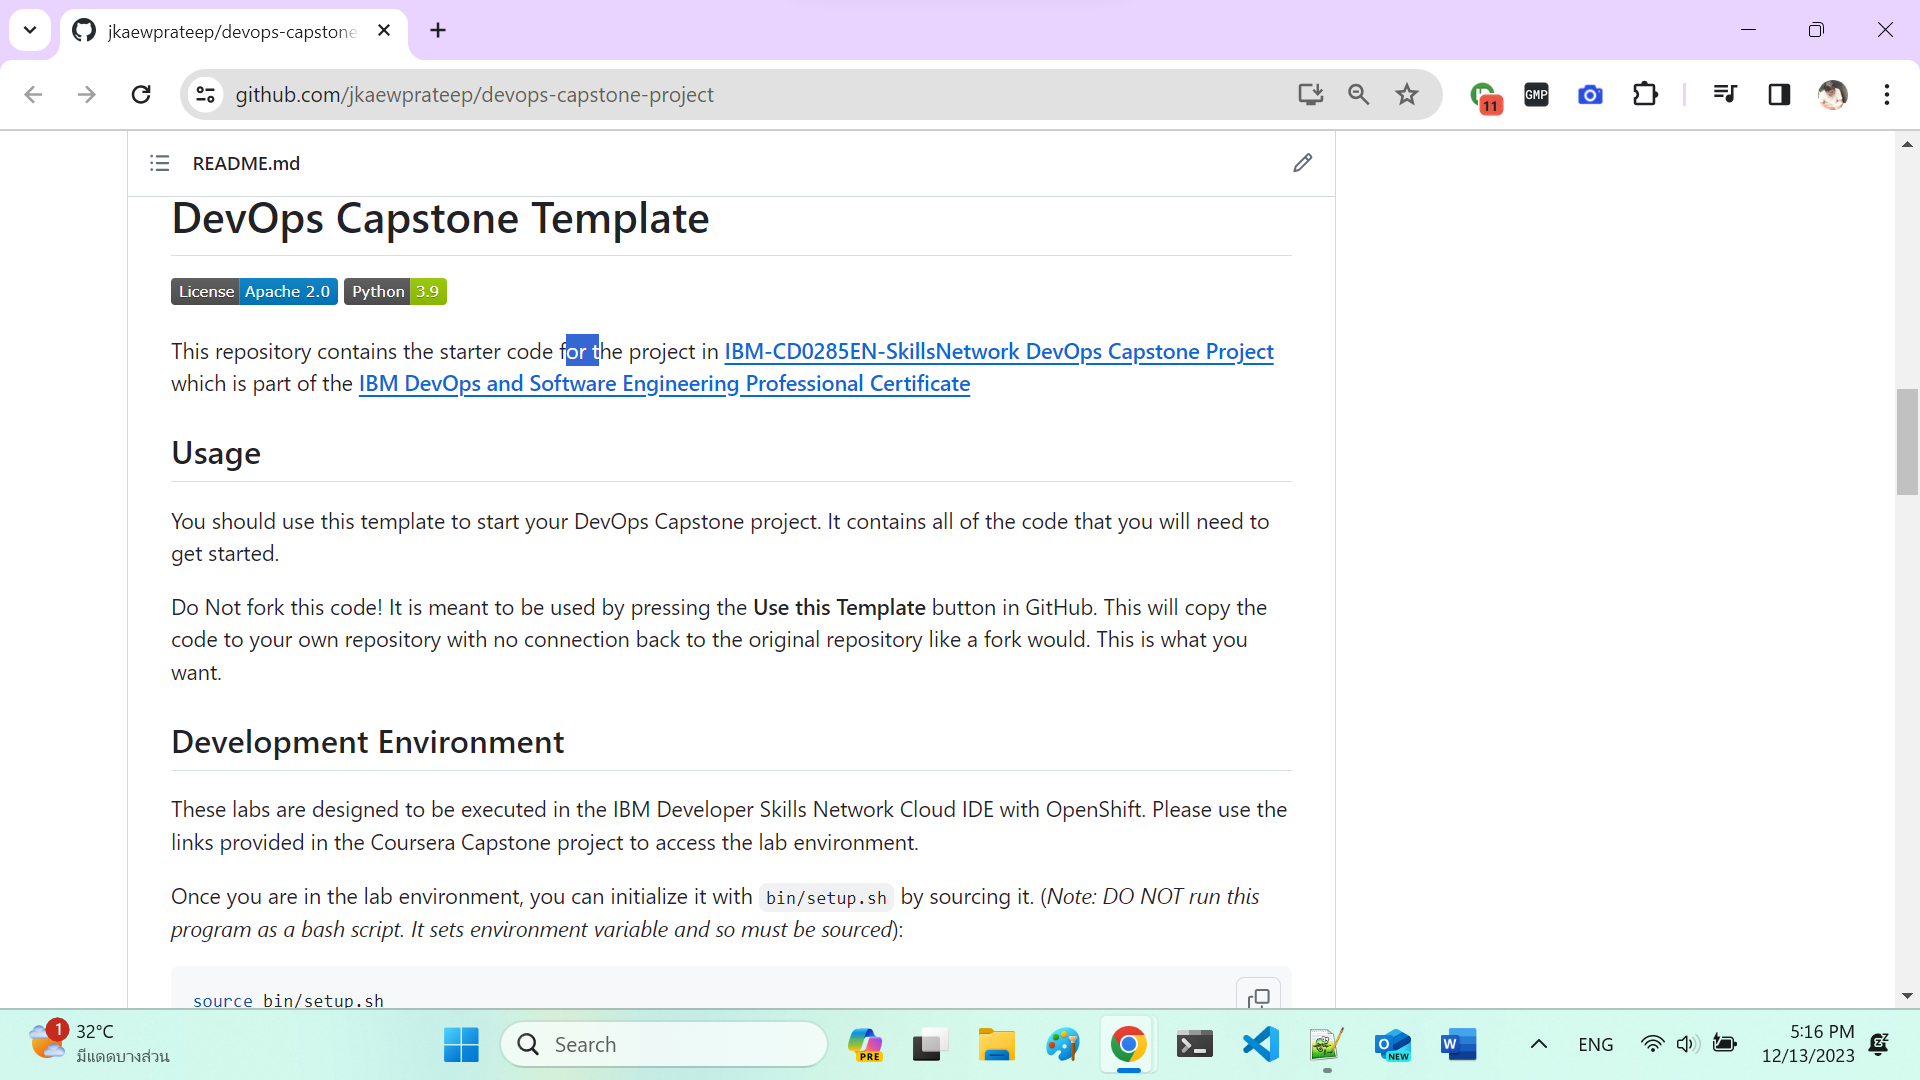 jkaewprateep/devops-capstone
github.com/jkaewprateep/devops-capstone-project
11
GMP
README.md
DevOps Capstone Template
License Apache 2.0 Python 3.9
This repository contains the starter code for the project in IBM-CD0285EN-SkillsNetwork DevOps Capstone Project
which is part of the IBM DevOps and Software Engineering Professional Certificate
Usage
You should use this template to start your DevOps Capstone project. It contains all of the code that you will need to
get started.
Do Not fork this code! It is meant to be used by pressing the Use this Template button in GitHub. This will copy the
code to your own repository with no connection back to the original repository like a fork would. This is what you
want.
Development Environment
These labs are designed to be executed in the IBM Developer Skills Network Cloud IDE with OpenShift. Please use the
links provided in the Coursera Capstone project to access the lab environment.
Once you are in the lab environment, you can initialize it with bin/setup.sh by sourcing it. (Note: DO NOT run this
program as a bash script. It sets environment variable and so must be sourced):
source bin/setup.sh
1
32°C
มีแดดบางส่วน
Search
PRE
NEW
ENG
5:16 PM
12/13/2023